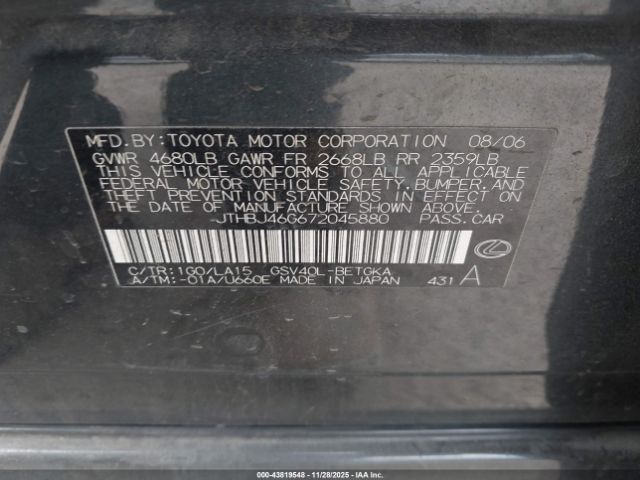 MFD.BY:TOYOTA MOTOR CORPORATION 08/06
GVWR 4680LB GAWR FR 2668LB RR 2359LB
THIS VEHICLE CONFORMS TO ALL APPLICABLE
FEDERAL MOTOR VEHICLE SAFETY,BUMPER,AND
THEFT PREVENTION STANDARDS IN EFFECT ON
THE DATE OF MANUFACTURE SHOWN ABOVE.
JTHBJ46G672045880 PASS.CAR
C/TR:1G0/LA15 GSV40L-BETGKA
A/TM:-01A/U660E MADE IN JAPAN 431 A
000-43819548 | 11/28/2025 - IAA Inc.